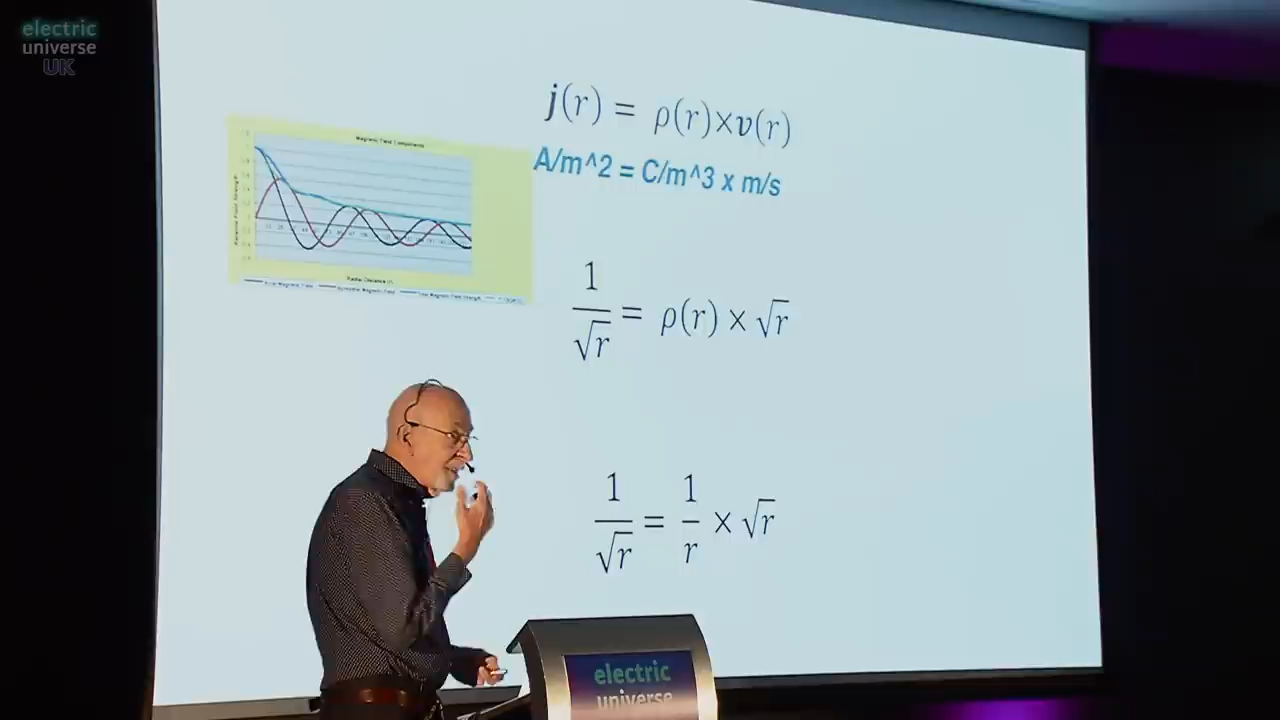 electric
universe
UK
j(r) = ρ(r)×v(r)
A/m^2 = C/m^3 x m/s
Magnetic Field Components
1/√r = ρ(r) × √r
1/√r = 1/r × √r
electric
universe